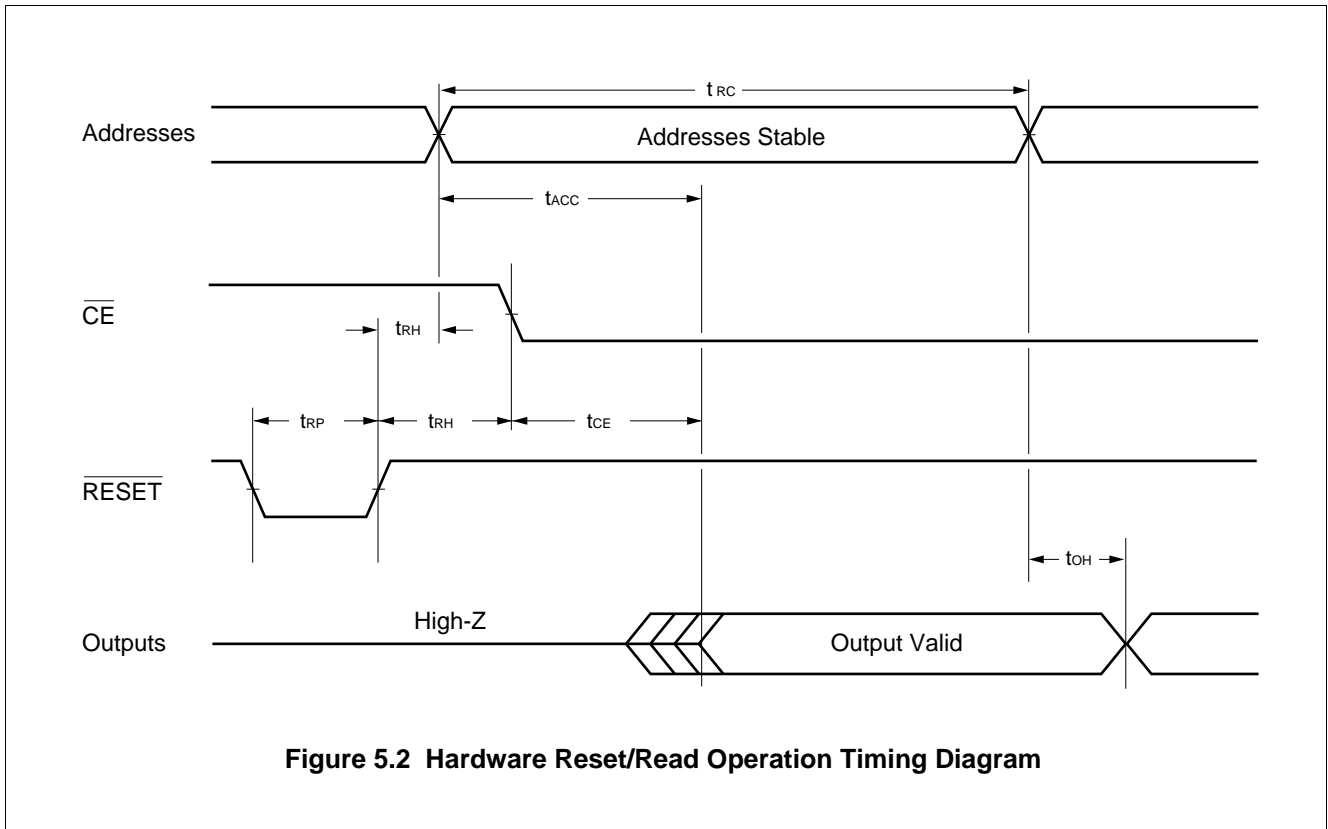 t RC
Addresses
Addresses Stable
tACC
CE
tRH
tRP
tRH
tCE
RESET
tOH
High-Z
Outputs
Output Valid
Figure 5.2 Hardware Reset/Read Operation Timing Diagram